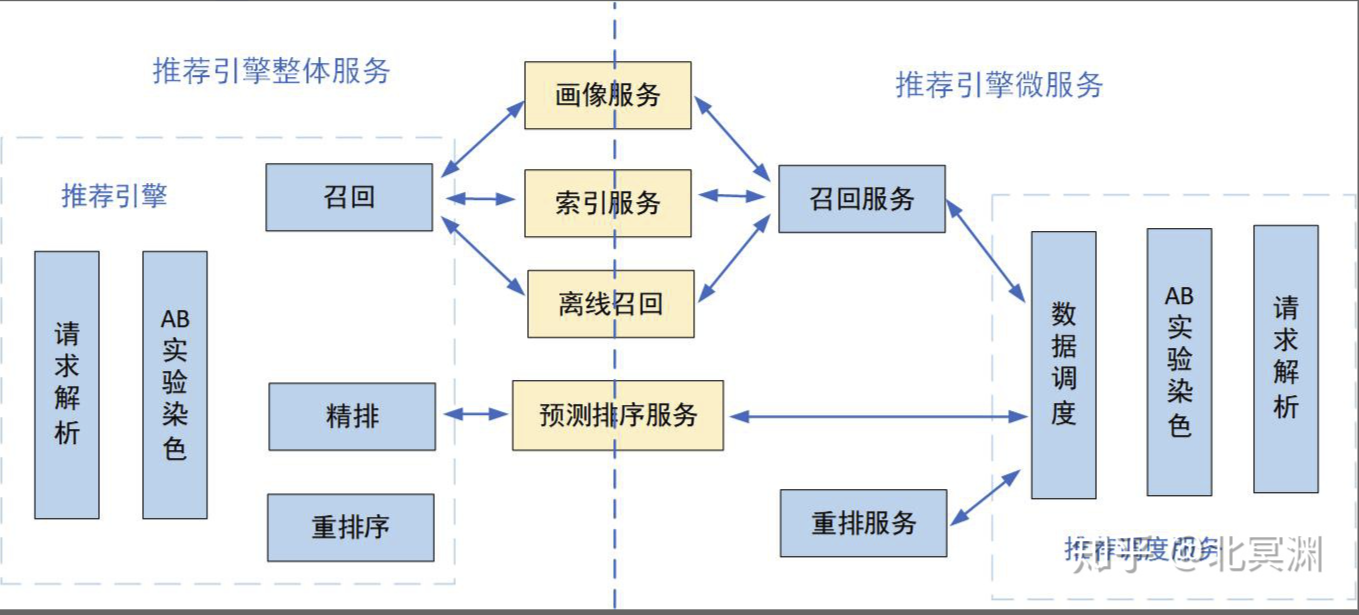 推荐引擎整体服务
推荐引擎微服务
画像服务
推荐引擎
召回
索引服务
召回服务
离线召回
请求解析
AB实验染色
精排
预测排序服务
重排序
重排服务
数据调度
AB实验染色
请求解析
推荐调度服务
知乎 @北冥渊